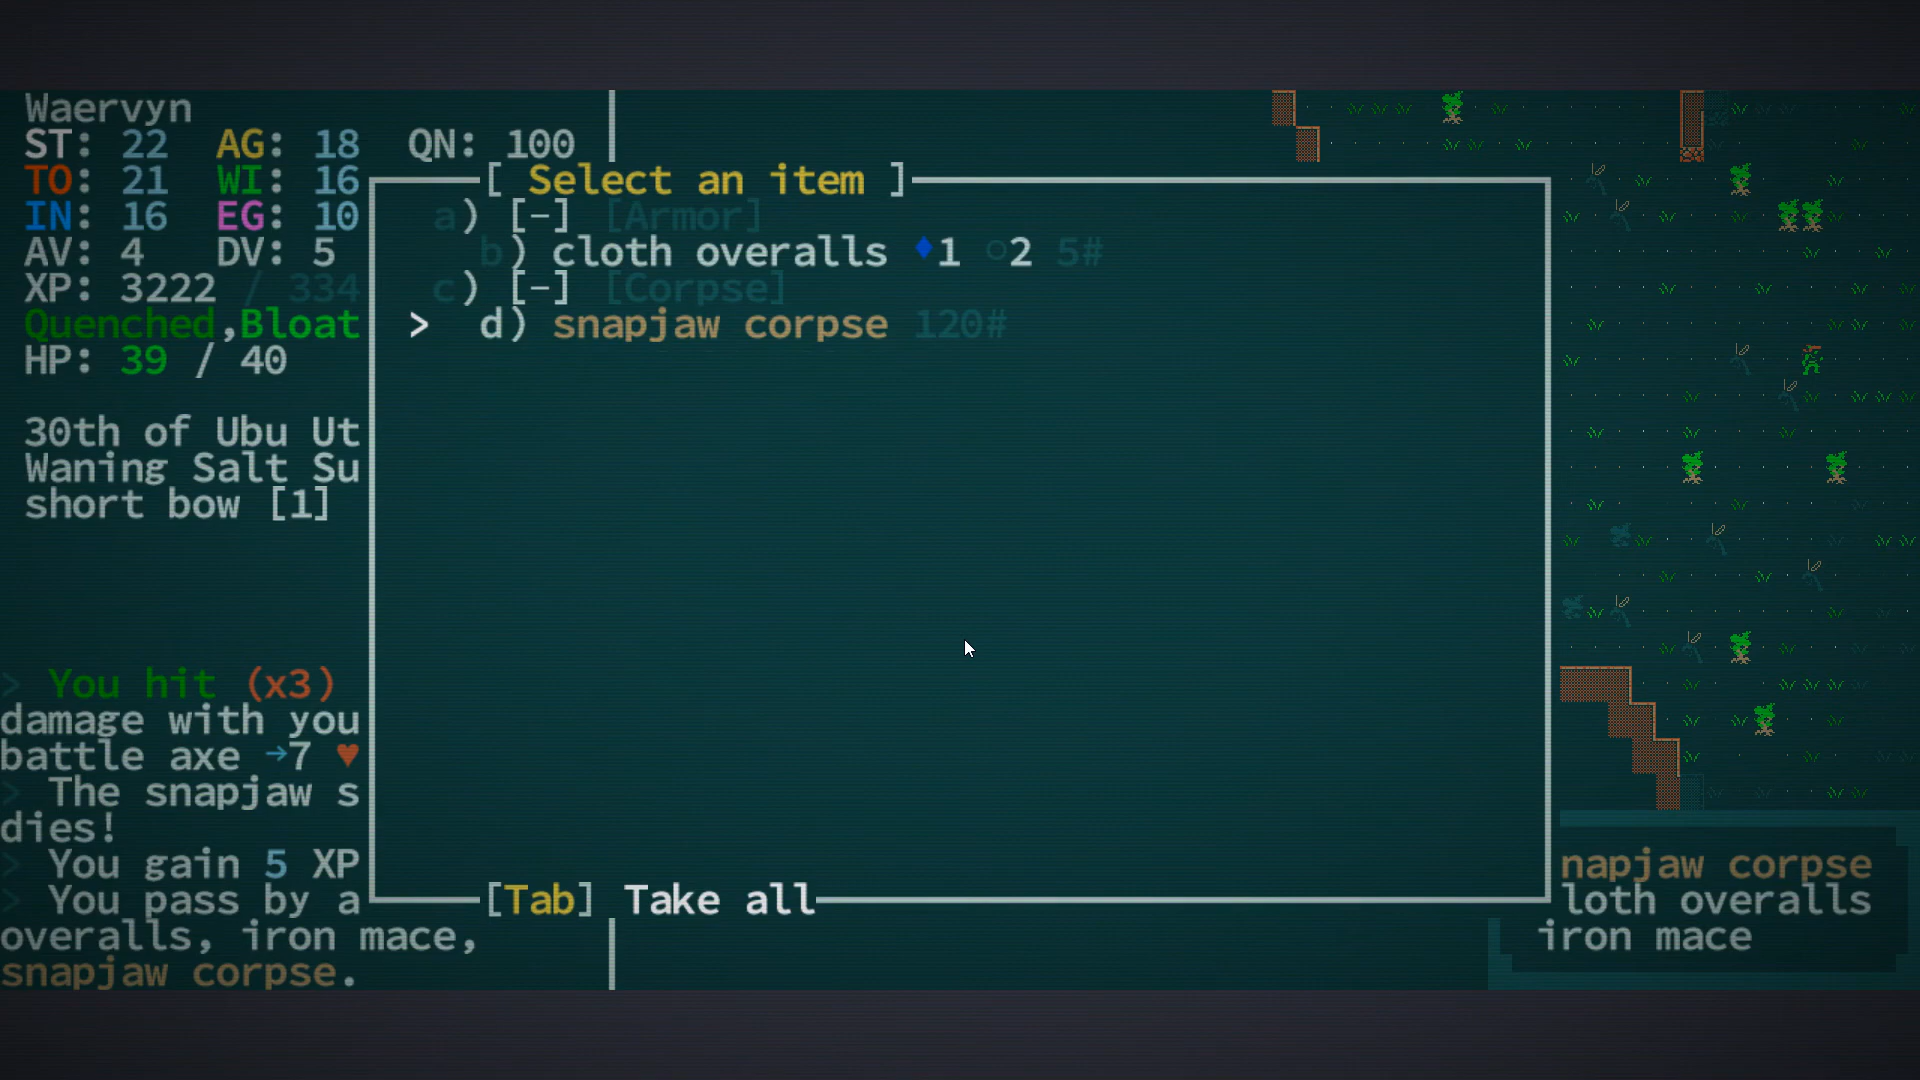 Waervyn
ST: 22 AG: 18 QN: 100
TO: 21 WI: 16
IN: 16 EG: 10
AV: 4 DV: 5
XP: 3222 / 334
Quenched,Bloat
HP: 39 / 40
30th of Ubu Ut
Waning Salt Su
short bow [1]
> You hit (x3)
damage with you
battle axe →7 ♥
> The snapjaw s
dies!
> You gain 5 XP
> You pass by a
overalls, iron mace,
snapjaw corpse.
[ Select an item ]
a) [-] [Armor]
b) cloth overalls ♦1 ○2 5#
c) [-] [Corpse]
> d) snapjaw corpse 120#
[Tab] Take all
napjaw corpse
loth overalls
iron mace